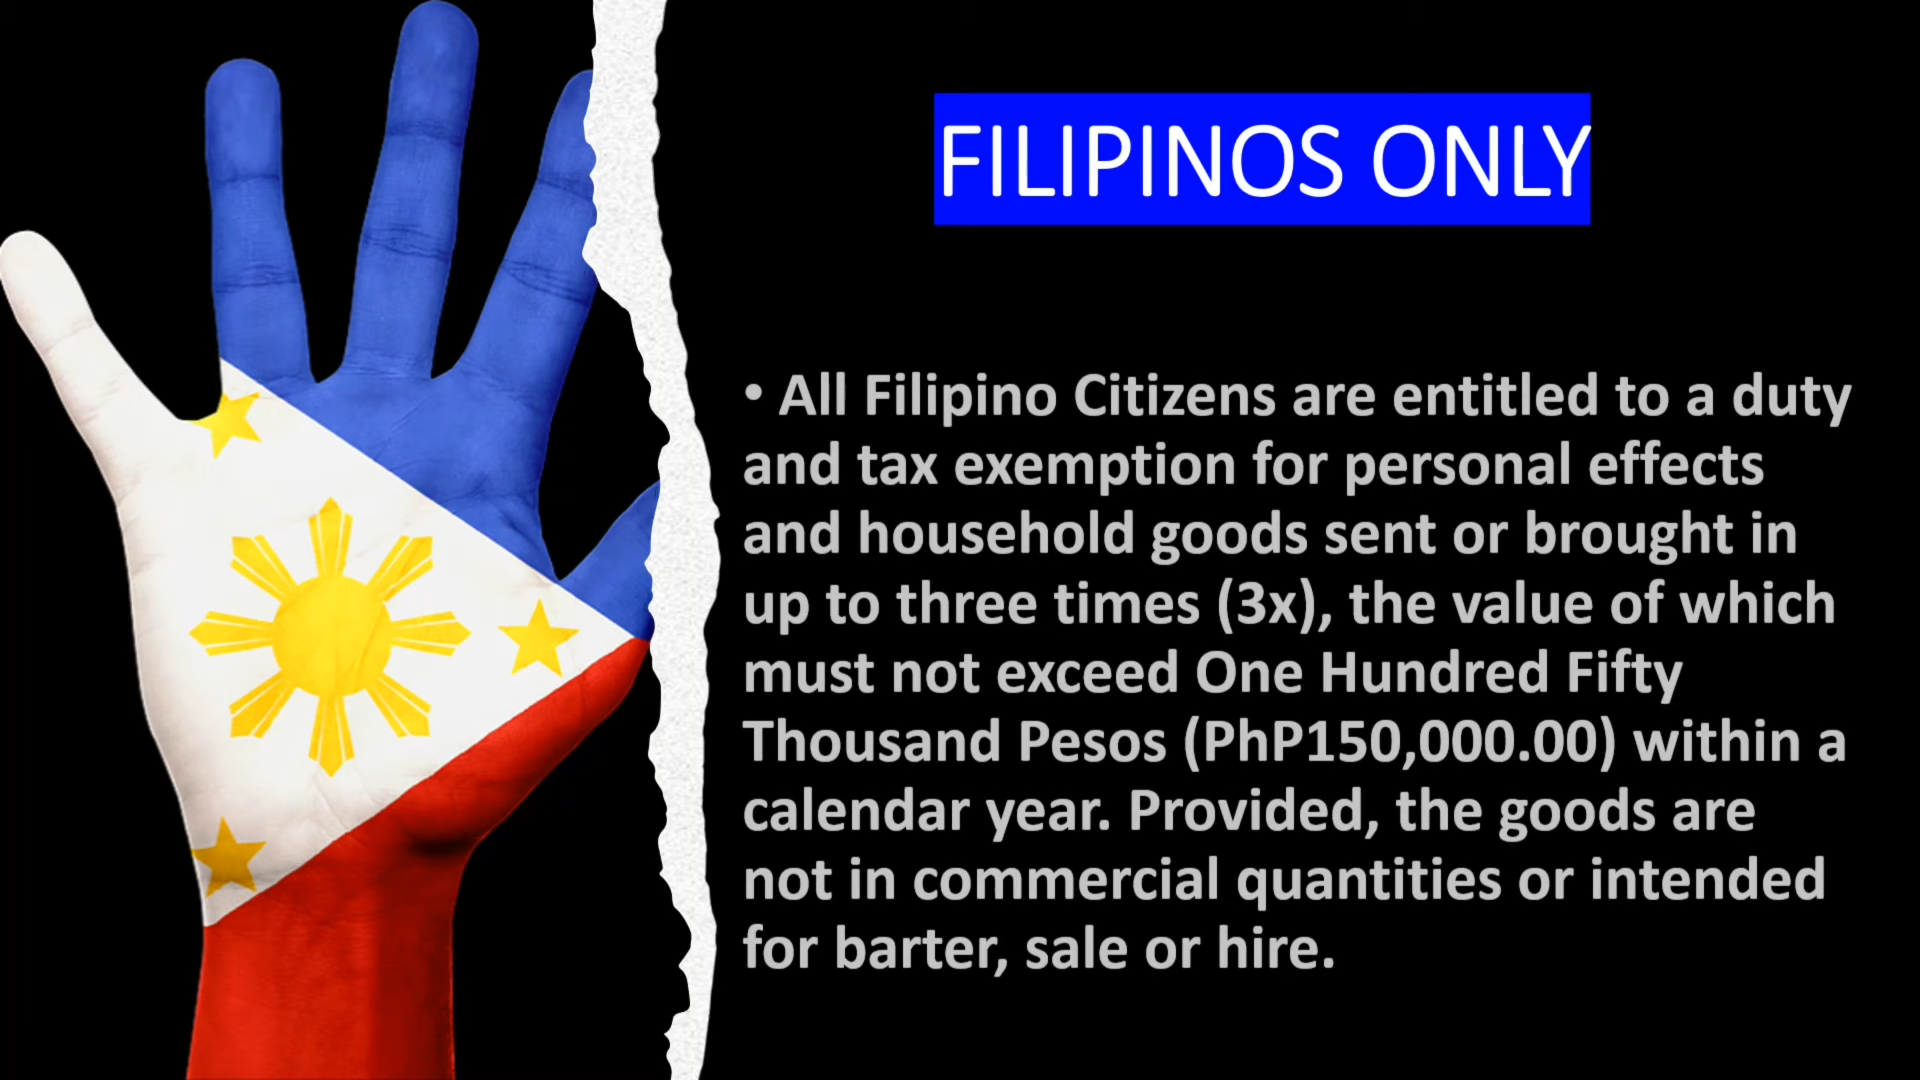 FILIPINOS ONLY
• All Filipino Citizens are entitled to a duty
and tax exemption for personal effects
and household goods sent or brought in
up to three times (3x), the value of which
must not exceed One Hundred Fifty
Thousand Pesos (PhP150,000.00) within a
calendar year. Provided, the goods are
not in commercial quantities or intended
for barter, sale or hire.